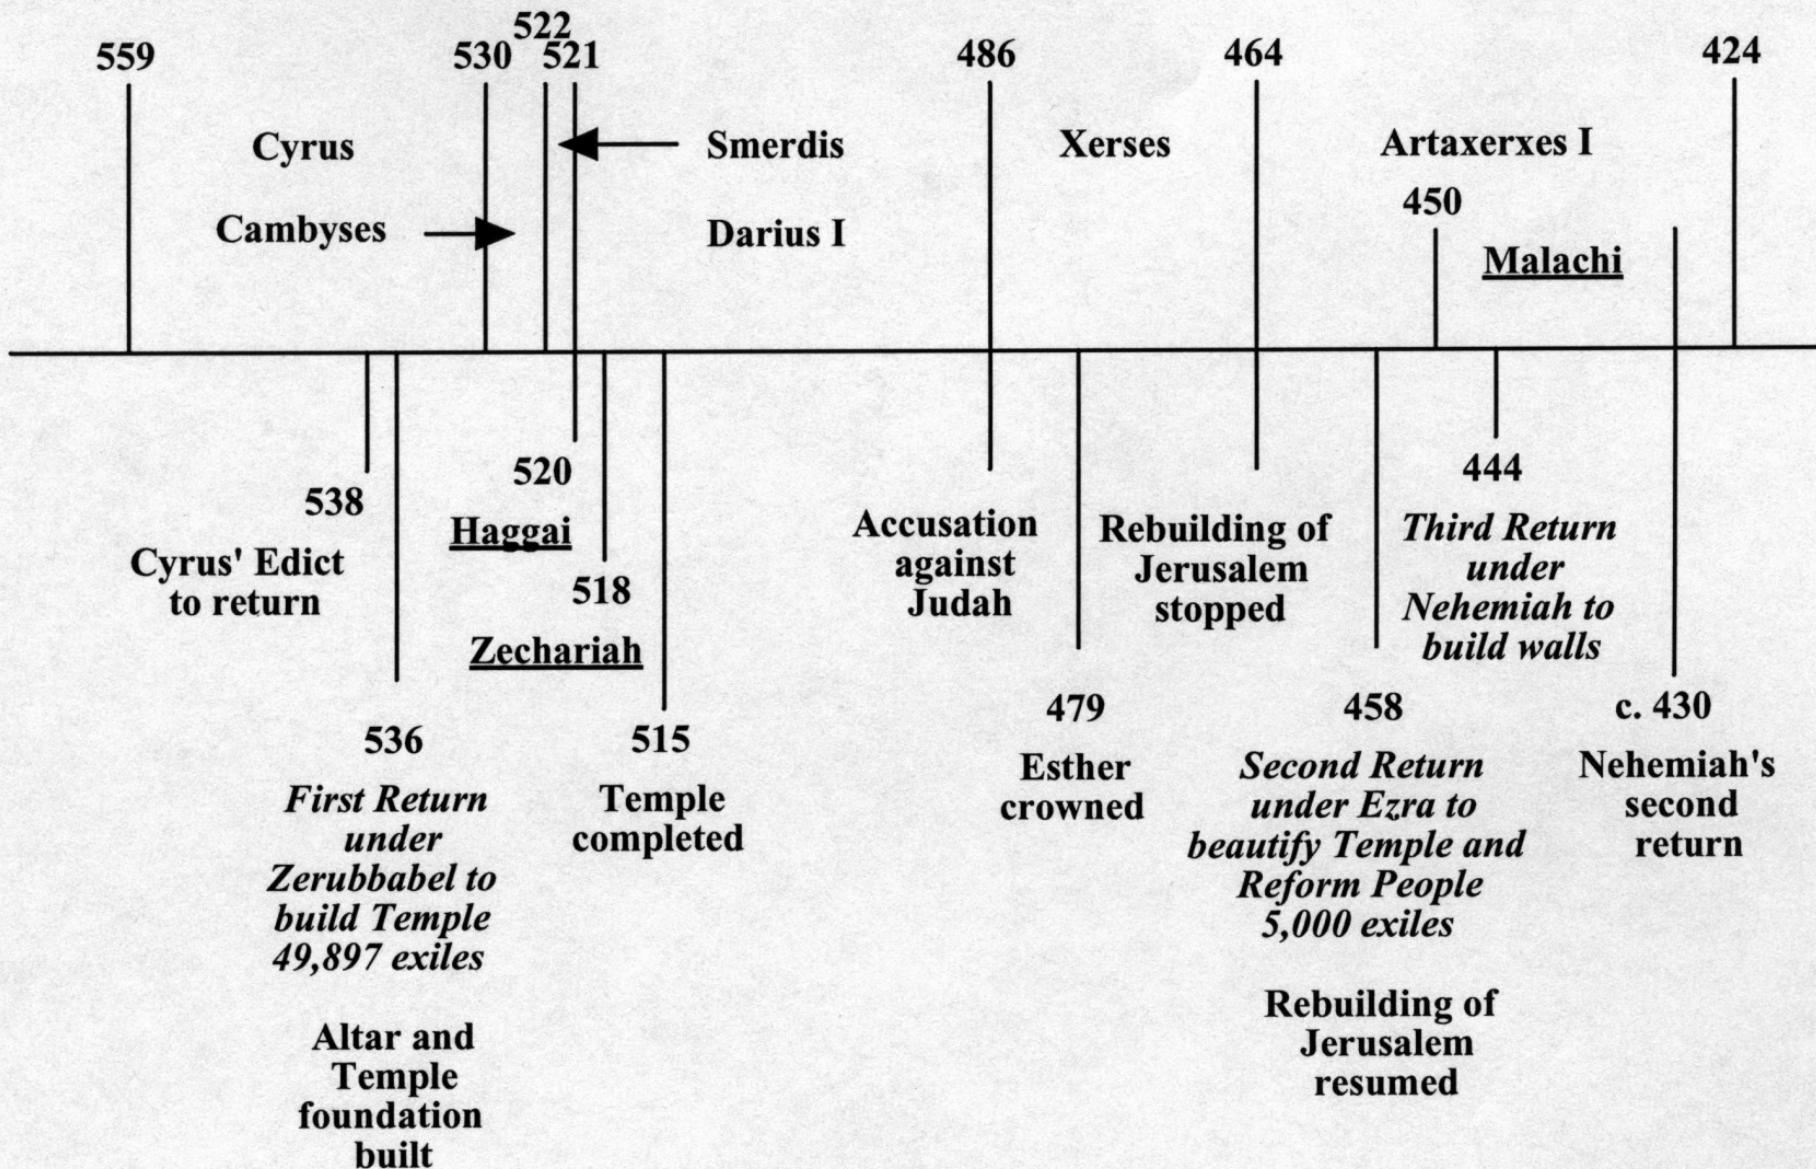 522
559
530
521
486
464
424
Cyrus
Smerdis
Xerses
Artaxerxes I
Cambyses
Darius I
450
Malachi
538
Cyrus' Edict
to return
520
Haggai
518
Zechariah
536
First Return
under
Zerubbabel to
build Temple
49,897 exiles
Altar and
Temple
foundation
built
515
Temple
completed
Accusation
against
Judah
479
Esther
crowned
Rebuilding of
Jerusalem
stopped
458
Second Return
under Ezra to
beautify Temple and
Reform People
5,000 exiles
Rebuilding of
Jerusalem
resumed
444
Third Return
under
Nehemiah to
build walls
c. 430
Nehemiah's
second
return